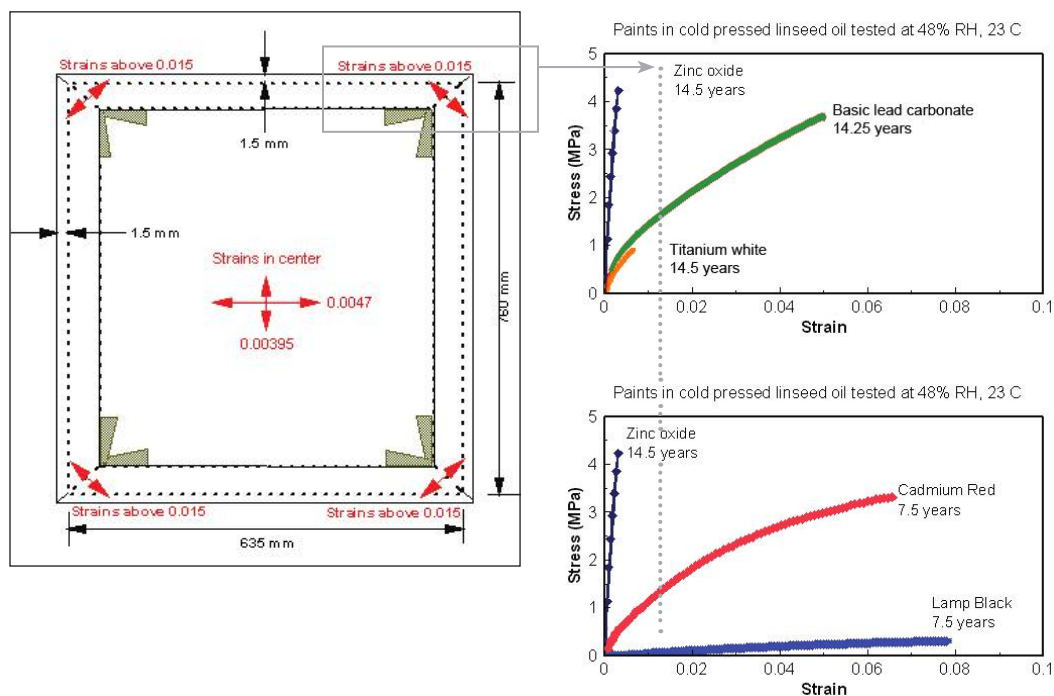 Strains above 0.015
Strains above 0.015
1.5 mm
1.5 mm
Strains in center
0.0047
0.00395
760 mm
Strains above 0.015
Strains above 0.015
635 mm
Paints in cold pressed linseed oil tested at 48% RH, 23 C
Zinc oxide
14.5 years
Basic lead carbonate
14.25 years
Titanium white
14.5 years
Stress (MPa)
5
4
3
2
1
0
0
0.02
0.04
0.06
0.08
0.1
Strain
Paints in cold pressed linseed oil tested at 48% RH, 23 C
Zinc oxide
14.5 years
Cadmium Red
7.5 years
Lamp Black
7.5 years
Stress (MPa)
5
4
3
2
1
0
0
0.02
0.04
0.06
0.08
0.1
Strain